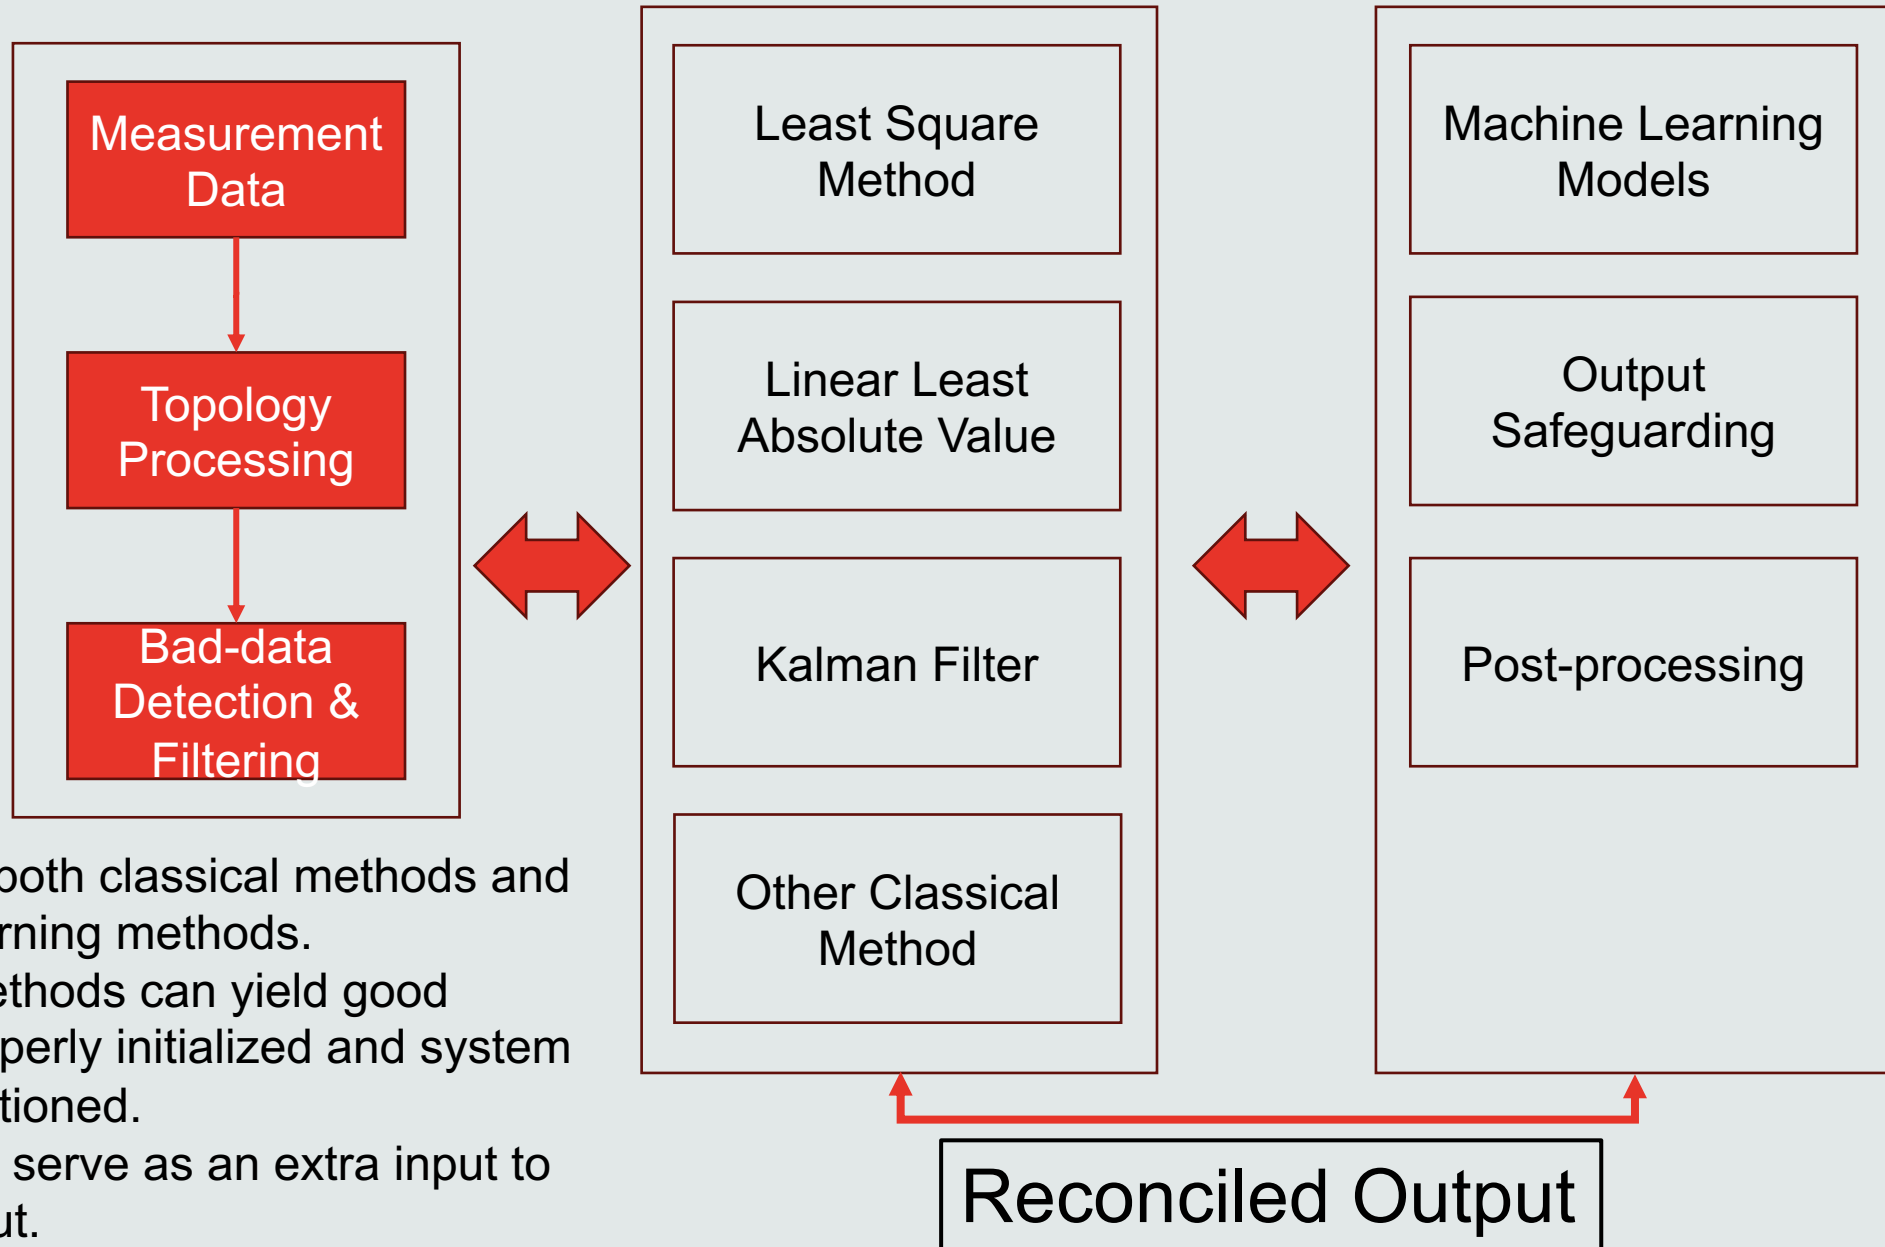 Measurement
Data
Topology
Processing
Bad-data
Detection &
Filtering
Least Square
Method
Linear Least
Absolute Value
Kalman Filter
Other Classical
Method
Machine Learning
Models
Output
Safeguarding
Post-processing
both classical methods and
rning methods.
ethods can yield good
perly initialized and system
tioned.
serve as an extra input to
ut.
Reconciled Output